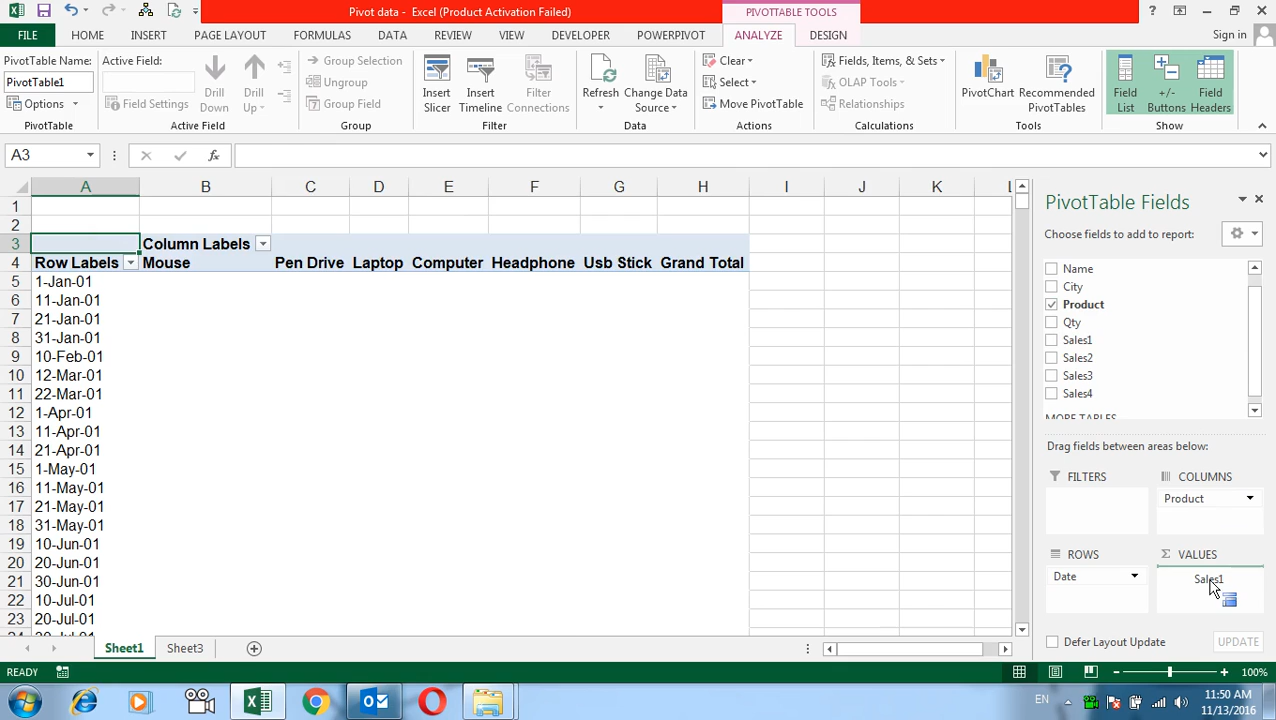 Pivot data - Excel (Product Activation Failed)
PIVOTTABLE TOOLS
?
FILE HOME INSERT PAGE LAYOUT FORMULAS DATA REVIEW VIEW DEVELOPER POWERPIVOT ANALYZE DESIGN Sign in
PivotTable Name:
PivotTable1
Options
PivotTable
Active Field:
Field Settings
Drill Down
Drill Up
Active Field
Group Selection
Ungroup
Group Field
Group
Insert Slicer
Insert Timeline
Filter Connections
Filter
Refresh
Change Data Source
Data
Clear
Select
Move PivotTable
Actions
Fields, Items, & Sets
OLAP Tools
Relationships
Calculations
PivotChart
Recommended PivotTables
Tools
Field List
+/- Buttons
Field Headers
Show
A3
fx
A B C D E F G H I J K L
1
2
3 Column Labels
4 Row Labels Mouse Pen Drive Laptop Computer Headphone Usb Stick Grand Total
5 1-Jan-01
6 11-Jan-01
7 21-Jan-01
8 31-Jan-01
9 10-Feb-01
10 12-Mar-01
11 22-Mar-01
12 1-Apr-01
13 11-Apr-01
14 21-Apr-01
15 1-May-01
16 11-May-01
17 21-May-01
18 31-May-01
19 10-Jun-01
20 20-Jun-01
21 30-Jun-01
22 10-Jul-01
23 20-Jul-01
24 30-Jul-01
PivotTable Fields
Choose fields to add to report:
Name
City
Product
Qty
Sales1
Sales2
Sales3
Sales4
MORE TABLES
Drag fields between areas below:
FILTERS
COLUMNS
Product
ROWS
Date
VALUES
Sales1
Defer Layout Update
UPDATE
Sheet1 Sheet3
READY
100%
EN
11:50 AM
11/13/2016